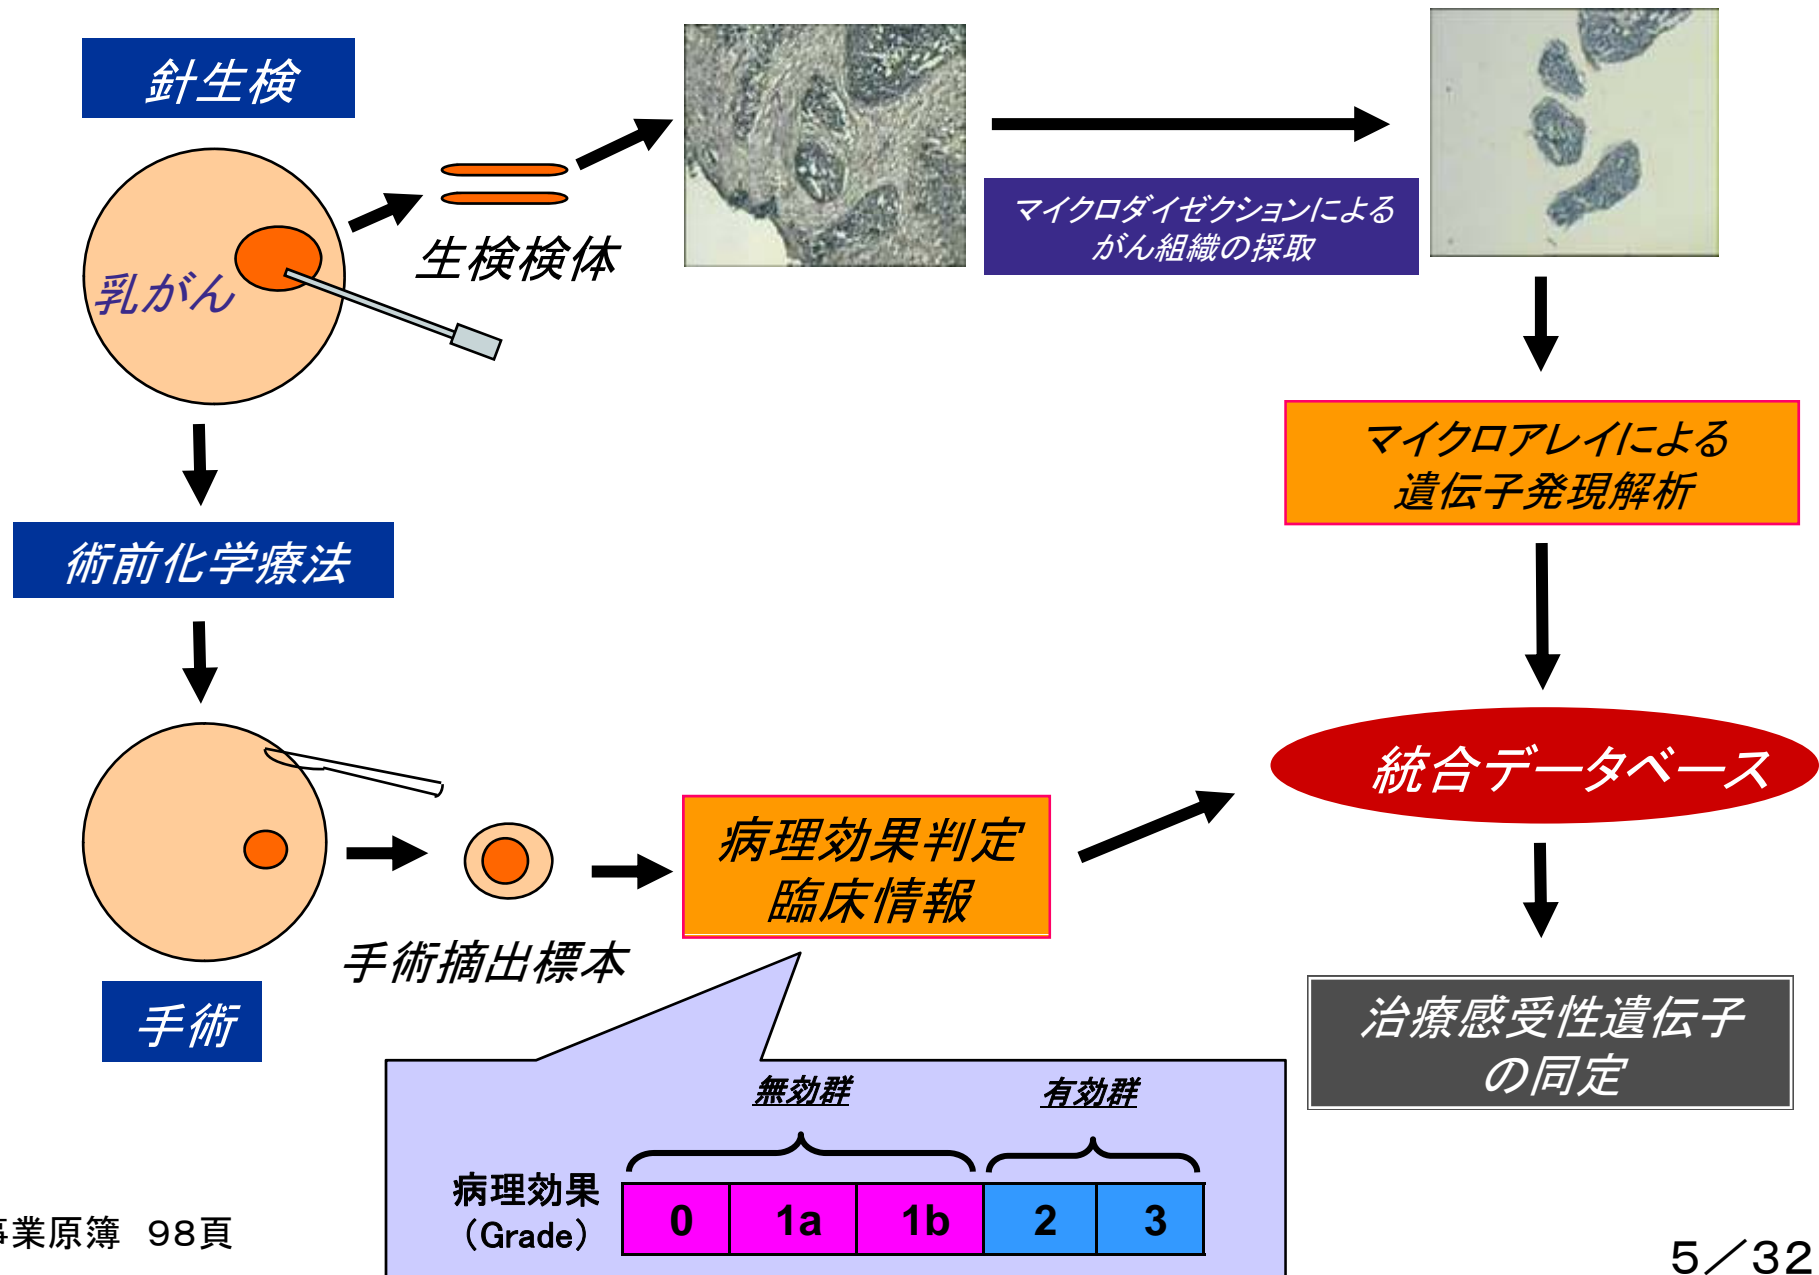 針生検
乳がん
生検検体
マイクロダイゼクションによる
がん組織の採取
マイクロアレイによる
遺伝子発現解析
術前化学療法
統合データベース
病理効果判定
臨床情報
手術摘出標本
手術
治療感受性遺伝子
の同定
無効群 有効群
病理効果
(Grade)
0 1a 1b 2 3
事業原簿 98頁
5／32